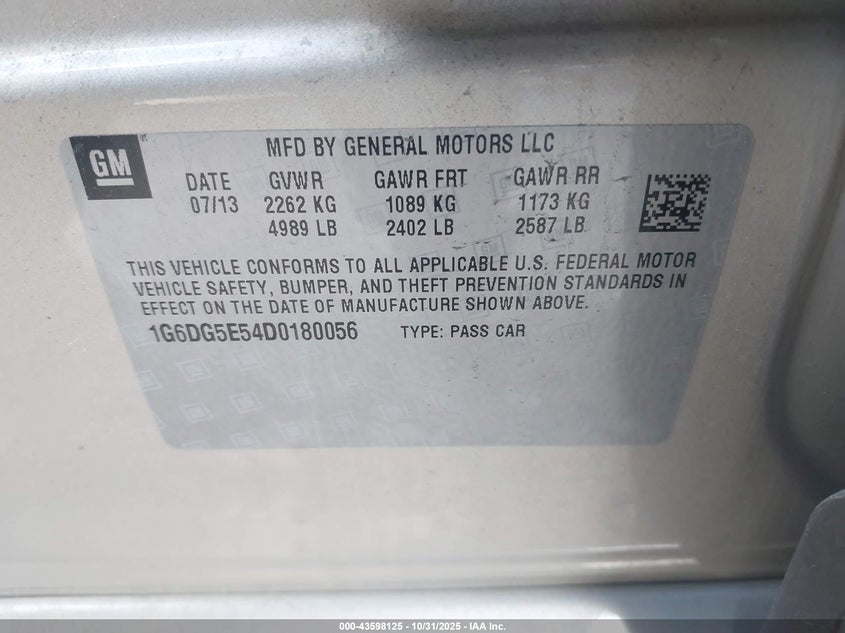 GM
MFD BY GENERAL MOTORS LLC
DATE GVWR GAWR FRT GAWR RR
07/13 2262 KG 1089 KG 1173 KG
4989 LB 2402 LB 2587 LB
THIS VEHICLE CONFORMS TO ALL APPLICABLE U.S. FEDERAL MOTOR
VEHICLE SAFETY, BUMPER, AND THEFT PREVENTION STANDARDS IN
EFFECT ON THE DATE OF MANUFACTURE SHOWN ABOVE.
1G6DG5E54D0180056 TYPE: PASS CAR
000-43598125 - 10/31/2025 - IAA Inc.